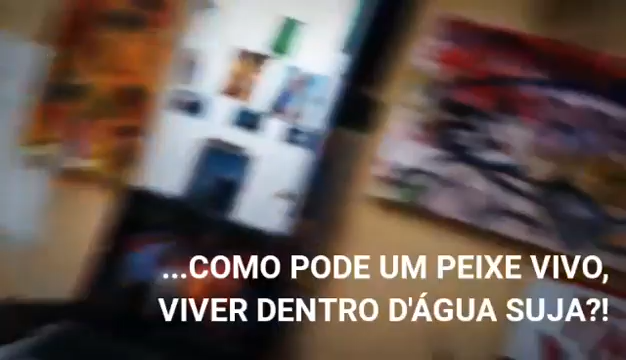 ...COMO PODE UM PEIXE VIVO,
VIVER DENTRO D'ÁGUA SUJA?!